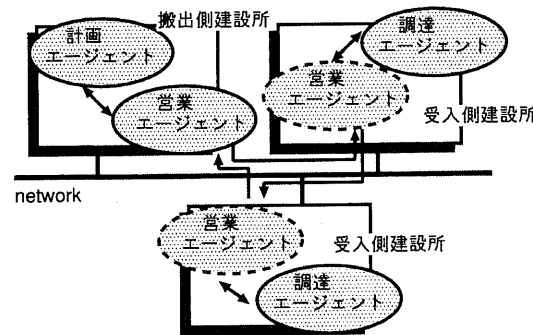 搬出側建設所
計画
エージェント
営業
エージェント
調達
エージェント
営業
エージェント
受入側建設所
network
営業
エージェント
受入側建設所
調達
エージェント